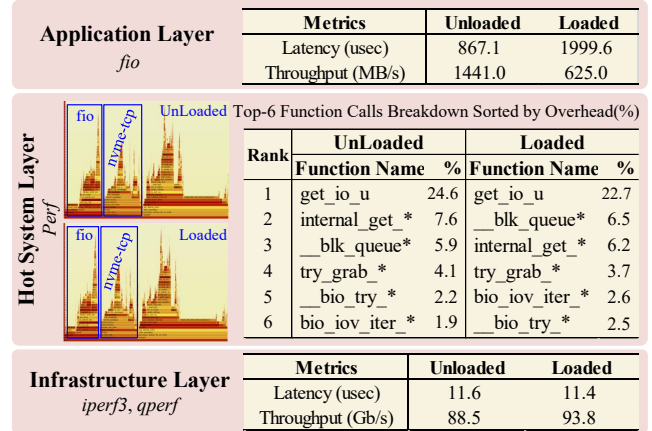 Application Layer
fio
Metrics Unloaded Loaded
Latency (usec) 867.1 1999.6
Throughput (MB/s) 1441.0 625.0
Hot System Layer
Perf
fio nvme-tcp UnLoaded
fio nvme-tcp Loaded
Top-6 Function Calls Breakdown Sorted by Overhead(%)
Rank UnLoaded Loaded
Function Name % Function Name %
1 get_io_u 24.6 get_io_u 22.7
2 internal_get_* 7.6 __blk_queue* 6.5
3 __blk_queue* 5.9 internal_get_* 6.2
4 try_grab_* 4.1 try_grab_* 3.7
5 __bio_try_* 2.2 bio_iov_iter_* 2.6
6 bio_iov_iter_* 1.9 __bio_try_* 2.5
Infrastructure Layer
iperf3, qperf
Metrics Unloaded Loaded
Latency (usec) 11.6 11.4
Throughput (Gb/s) 88.5 93.8